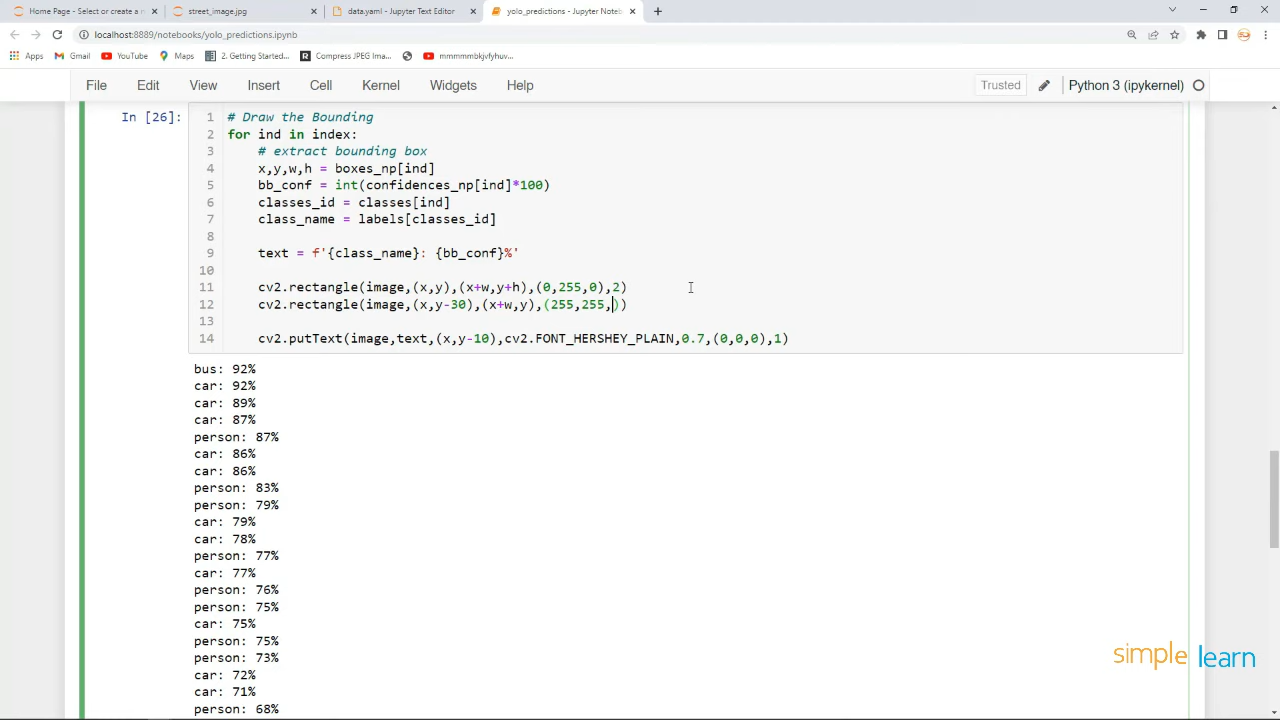 Home Page - Select or create a n
street_image.jpg
data.yaml - Jupyter Text Editor
yolo_predictions - Jupyter Noteb
localhost:8889/notebooks/yolo_predictions.ipynb
Apps
Gmail
YouTube
Maps
2. Getting Started...
Compress JPEG Ima...
mmmmmbkjvfyhuv...
File Edit View Insert Cell Kernel Widgets Help
Trusted
Python 3 (ipykernel)
In [26]:
1 # Draw the Bounding
2 for ind in index:
3 # extract bounding box
4 x,y,w,h = boxes_np[ind]
5 bb_conf = int(confidences_np[ind]*100)
6 classes_id = classes[ind]
7 class_name = labels[classes_id]
8
9 text = f'{class_name}: {bb_conf}%'
10
11 cv2.rectangle(image,(x,y),(x+w,y+h),(0,255,0),2)
12 cv2.rectangle(image,(x,y-30),(x+w,y),(255,255,))
13
14 cv2.putText(image,text,(x,y-10),cv2.FONT_HERSHEY_PLAIN,0.7,(0,0,0),1)
bus: 92%
car: 92%
car: 89%
car: 87%
person: 87%
car: 86%
car: 86%
person: 83%
person: 79%
car: 79%
car: 78%
person: 77%
car: 77%
person: 76%
person: 75%
car: 75%
person: 75%
person: 73%
car: 72%
car: 71%
person: 68%
simplelearn